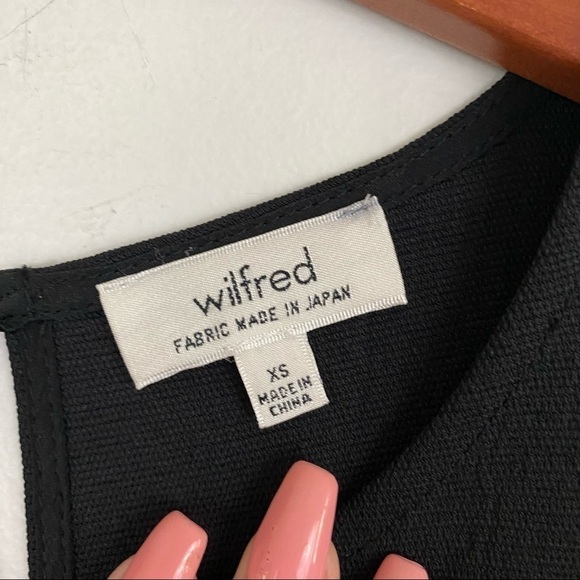 wilfred
FABRIC MADE IN JAPAN
XS
MADE IN
CHINA